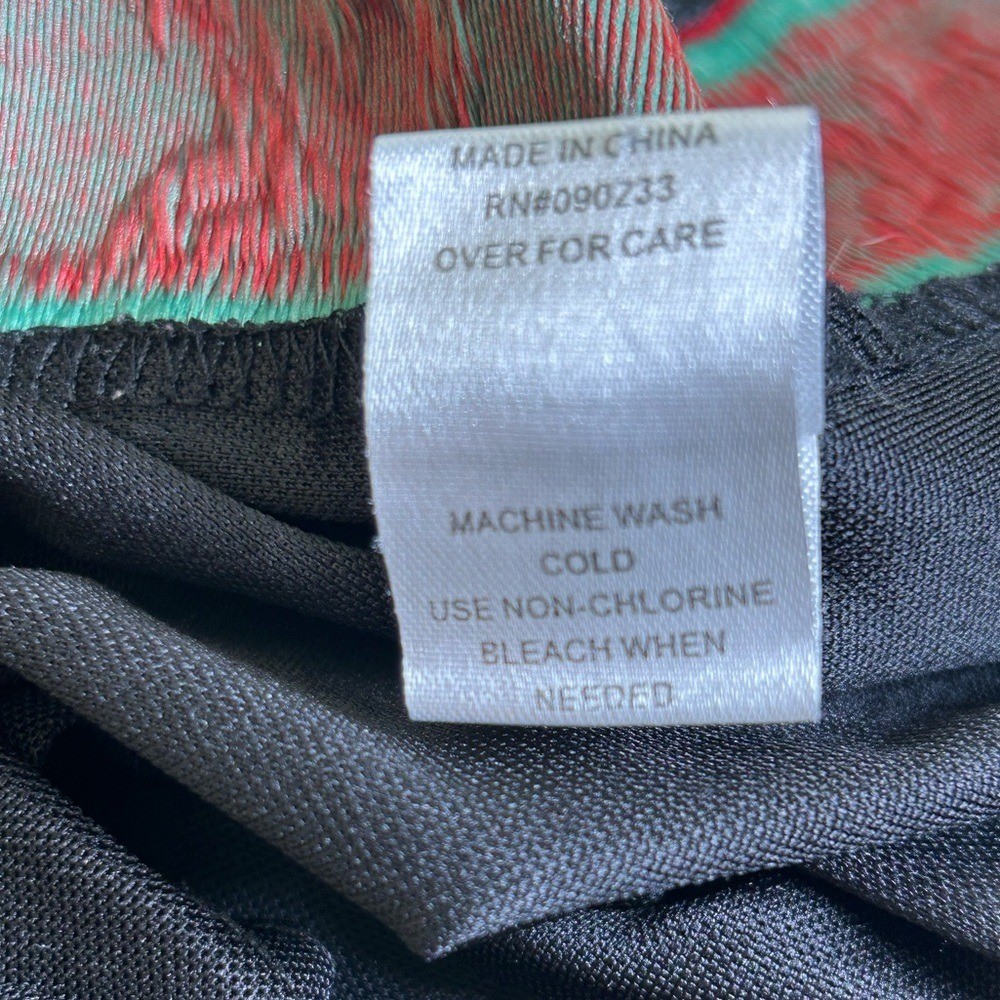 MADE IN CHINA
RN#090233
OVER FOR CARE
MACHINE WASH
COLD
USE NON-CHLORINE
BLEACH WHEN
NEEDED